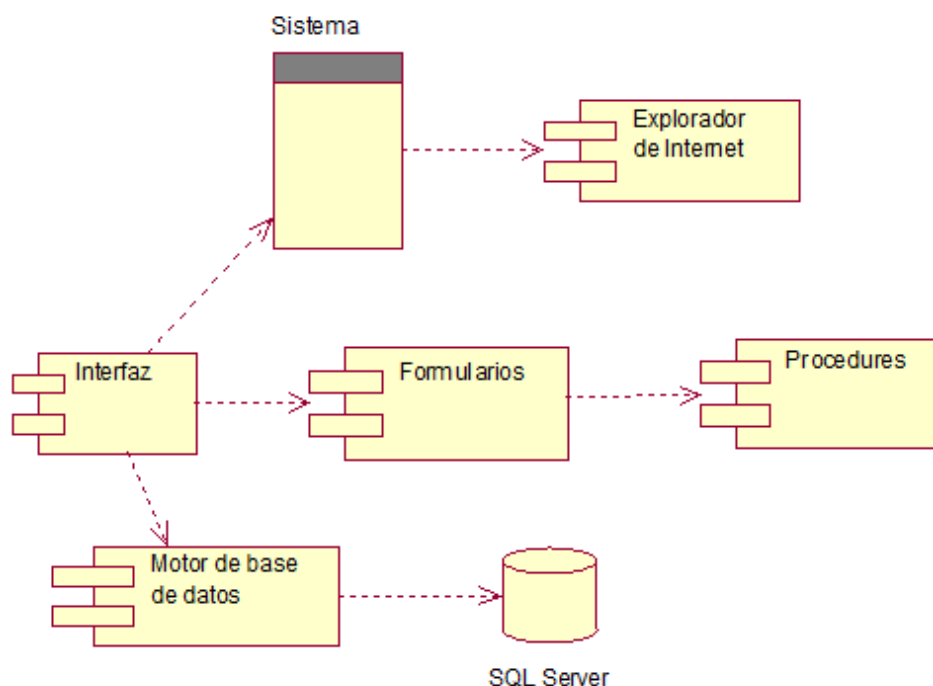 Sistema
Explorador
de Internet
Interfaz
Formularios
Procedures
Motor de base
de datos
SQL Server